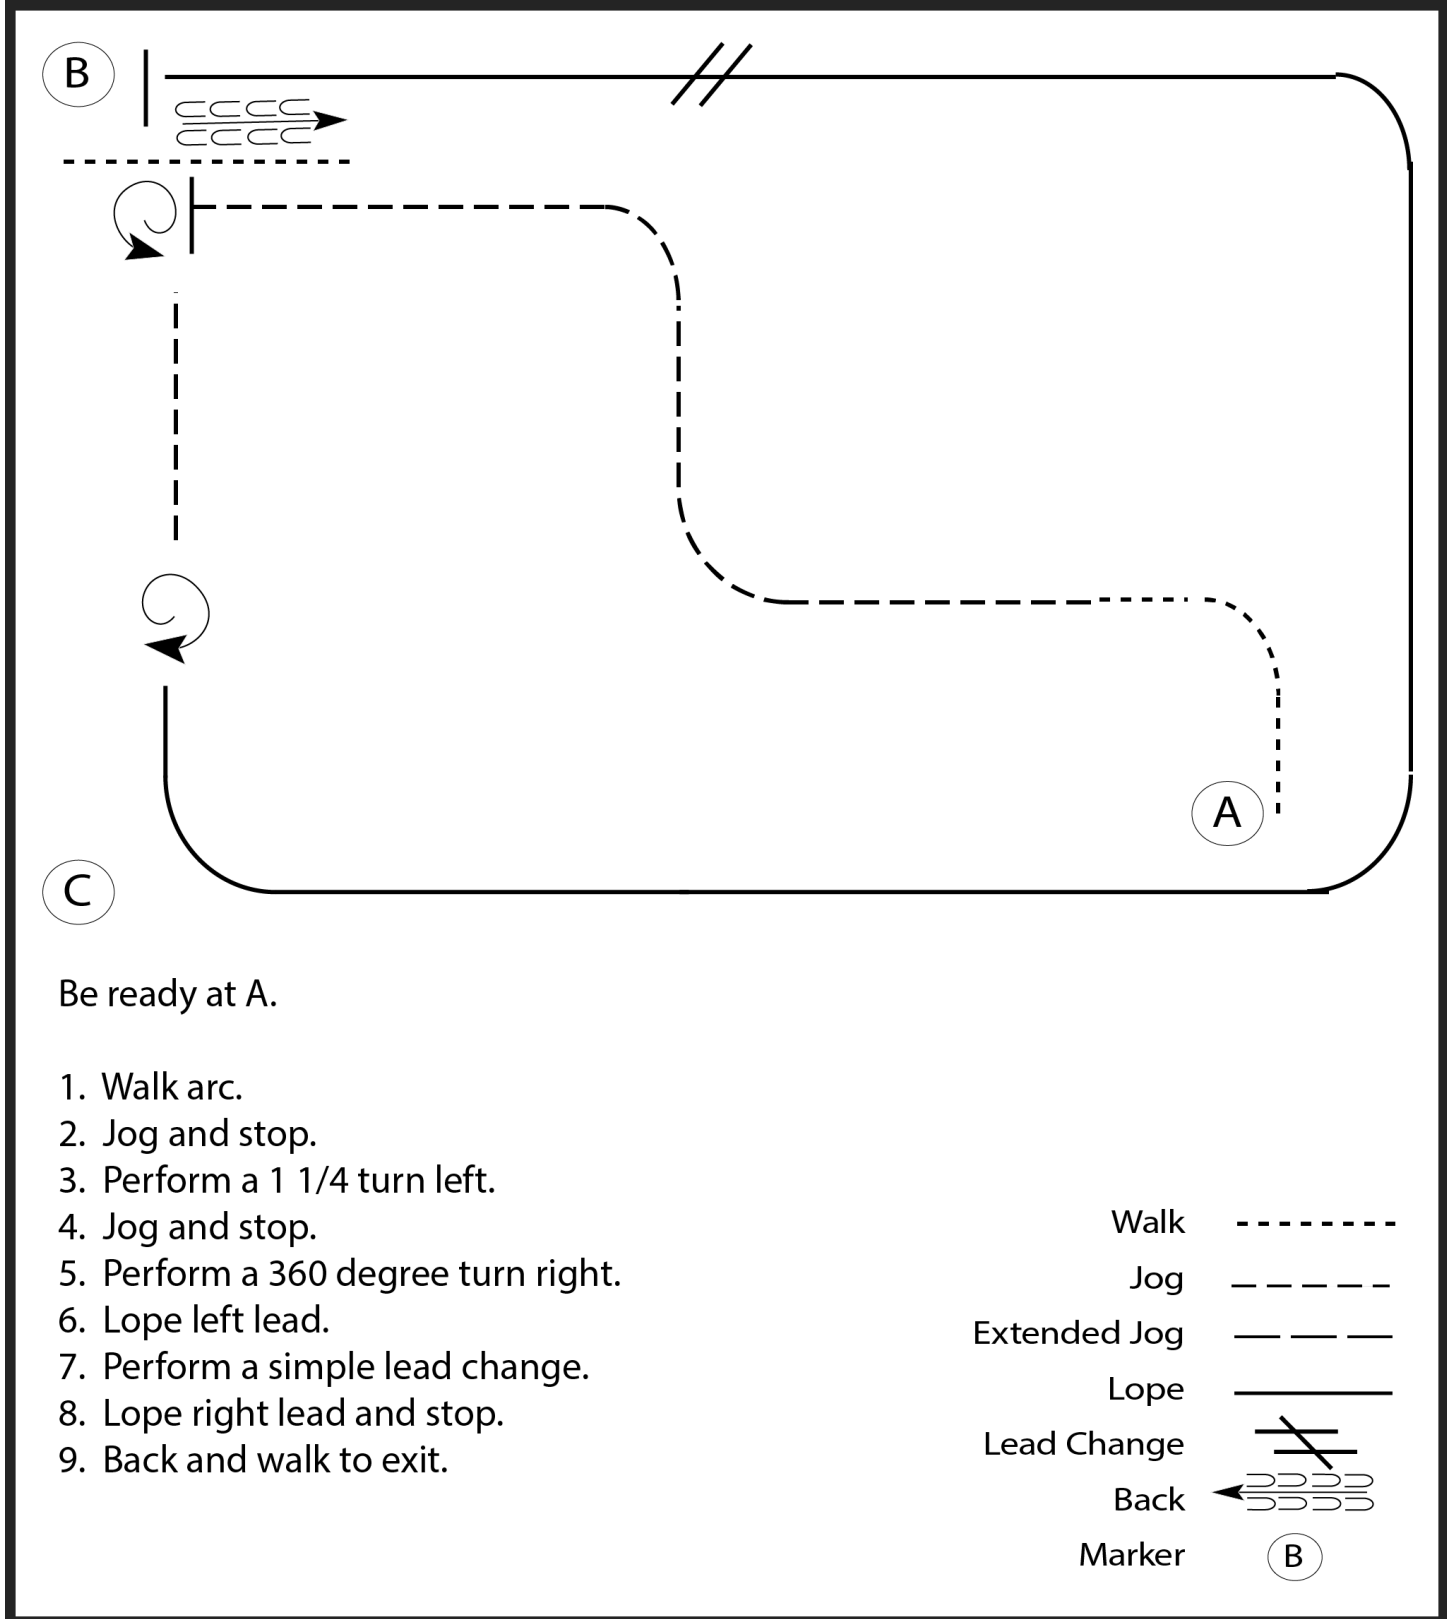 B
A
C
Be ready at A.
1. Walk arc.
2. Jog and stop.
3. Perform a 1 1/4 turn left.
4. Jog and stop.
5. Perform a 360 degree turn right.
6. Lope left lead.
7. Perform a simple lead change.
8. Lope right lead and stop.
9. Back and walk to exit.
Walk
Jog
Extended Jog
Lope
Lead Change
Back
Marker B